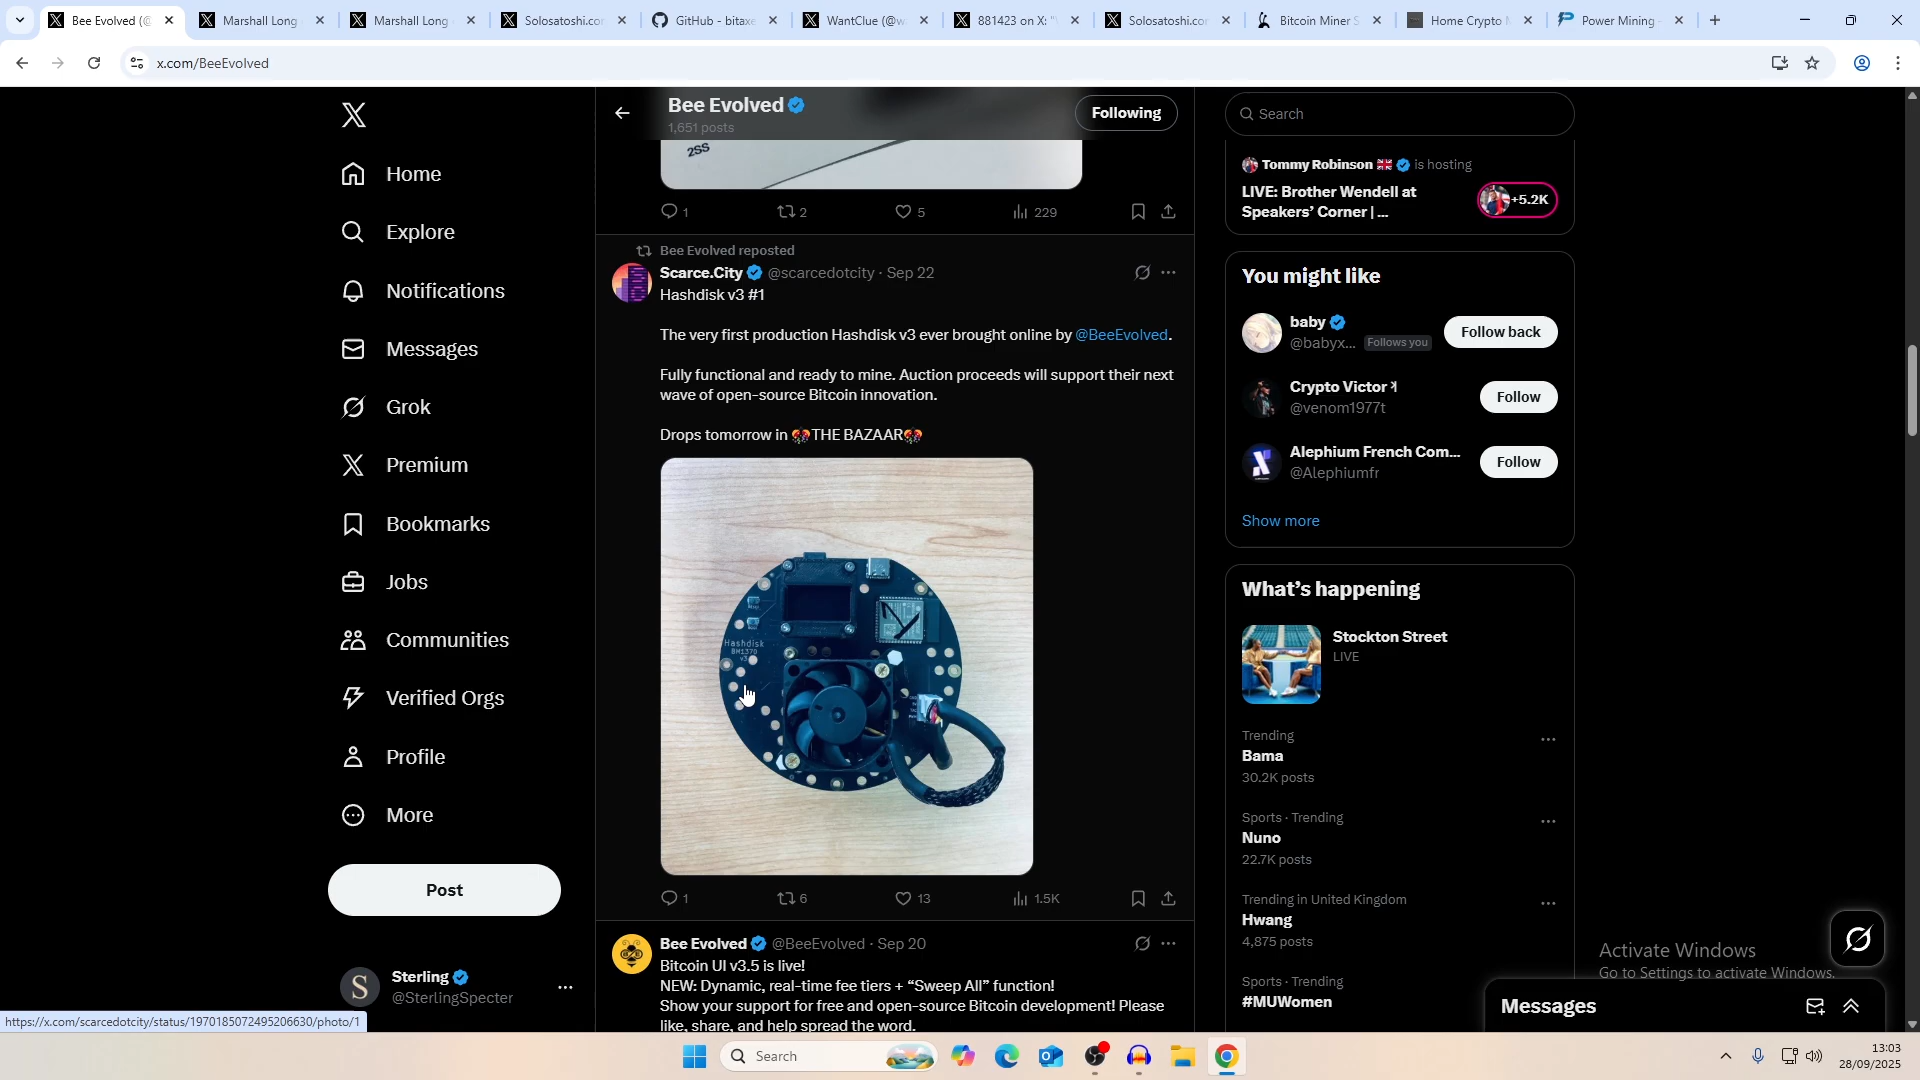 Bee Evolved (@
Marshall Long
Marshall Long
Solosatoshi.co
GitHub - bitax
WantClue (@w
881423 on X: "
Solosatoshi.co
Bitcoin Miner S
Home Crypto M
Power Mining -
x.com/BeeEvolved
Home
Explore
Notifications
Messages
Grok
Premium
Bookmarks
Jobs
Communities
Verified Orgs
Profile
More
Post
Sterling
@SterlingSpecter
https://x.com/scarcedotcity/status/1970185072495206630/photo/1
Bee Evolved
1,651 posts
Following
2SS
1 2 5 229
Bee Evolved reposted
Scarce.City @scarcedotcity · Sep 22
Hashdisk v3 #1
The very first production Hashdisk v3 ever brought online by @BeeEvolved.
Fully functional and ready to mine. Auction proceeds will support their next
wave of open-source Bitcoin innovation.
Drops tomorrow in THE BAZAAR
Hashdisk
BM1370
v3
1 6 13 1.5K
Bee Evolved @BeeEvolved · Sep 20
Bitcoin UI v3.5 is live!
NEW: Dynamic, real-time fee tiers + “Sweep All” function!
Show your support for free and open-source Bitcoin development! Please
like, share, and help spread the word.
Search
Tommy Robinson is hosting
LIVE: Brother Wendell at
Speakers’ Corner | ...
+5.2K
You might like
baby
@babyx... Follows you
Follow back
Crypto Victor
@venom1977t
Follow
Alephium French Com...
@Alephiumfr
Follow
Show more
What’s happening
Stockton Street
LIVE
Trending
Bama
30.2K posts
Sports · Trending
Nuno
22.7K posts
Trending in United Kingdom
Hwang
4,875 posts
Sports · Trending
#MUWomen
Activate Windows
Go to Settings to activate Windows.
Messages
Search
13:03
28/09/2025